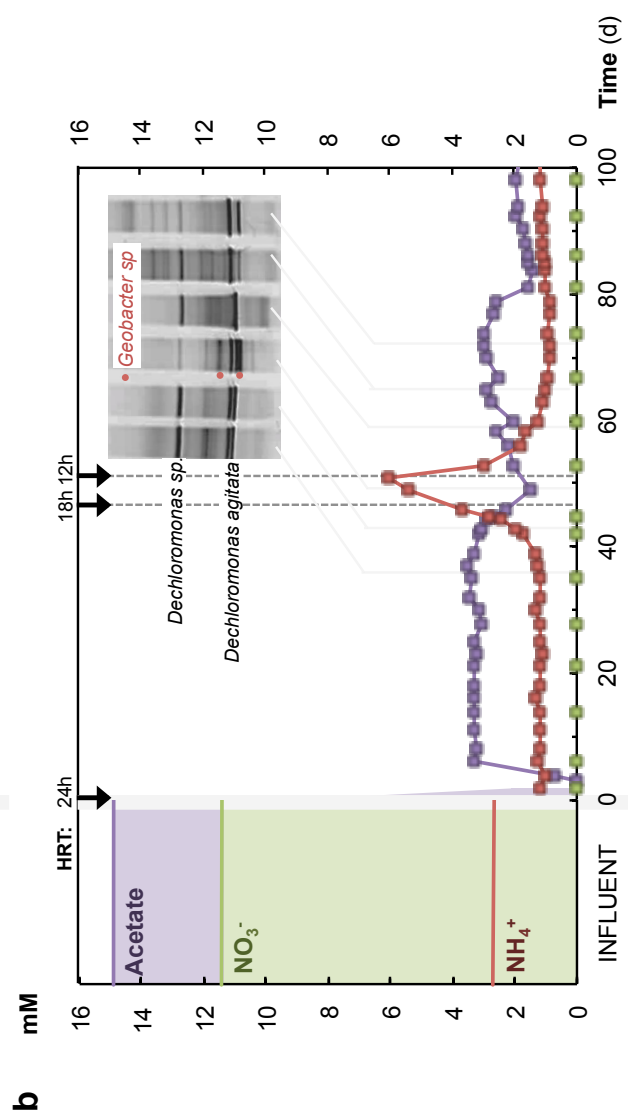 b
mM
HRT:
24h
18h
12h
16
14
12
10
8
6
4
2
0
Acetate
NO₃⁻
NH₄⁺
INFLUENT
Dechloromonas sp.
Dechloromonas agitata
Geobacter sp
16
14
12
10
8
6
4
2
0
0
20
40
60
80
100
Time (d)